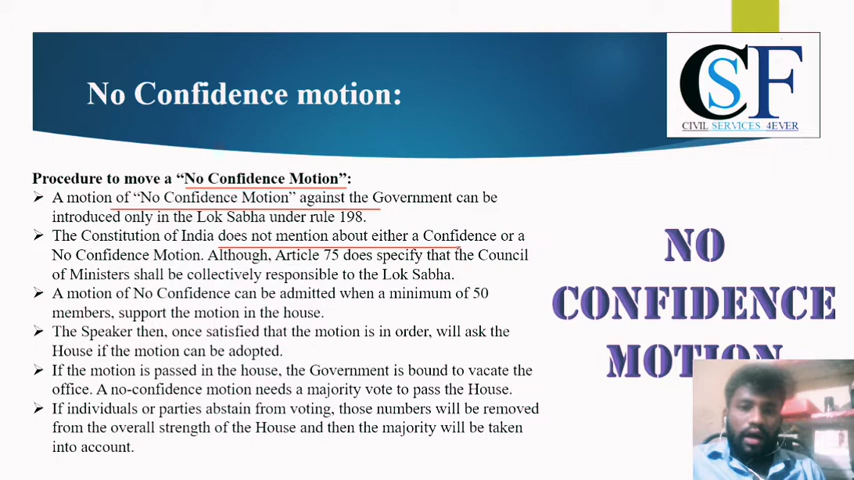 No Confidence motion:
CSF
CIVIL SERVICES 4EVER
Procedure to move a “No Confidence Motion”:
A motion of “No Confidence Motion” against the Government can be
introduced only in the Lok Sabha under rule 198.
The Constitution of India does not mention about either a Confidence or a
No Confidence Motion. Although, Article 75 does specify that the Council
of Ministers shall be collectively responsible to the Lok Sabha.
A motion of No Confidence can be admitted when a minimum of 50
members, support the motion in the house.
The Speaker then, once satisfied that the motion is in order, will ask the
House if the motion can be adopted.
If the motion is passed in the house, the Government is bound to vacate the
office. A no-confidence motion needs a majority vote to pass the House.
If individuals or parties abstain from voting, those numbers will be removed
from the overall strength of the House and then the majority will be taken
into account.
NO
CONFIDENCE
MOTION